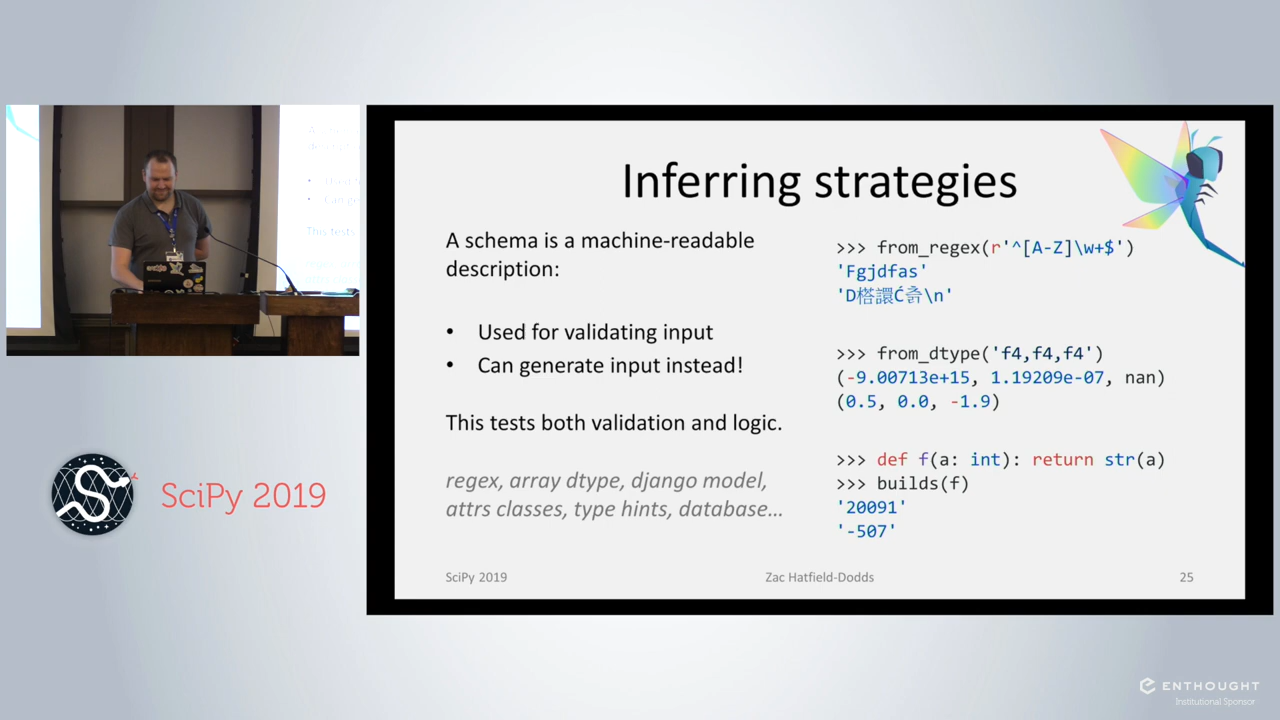 Inferring strategies
A schema is a machine-readable
description:
• Used for validating input
• Can generate input instead!
This tests both validation and logic.
regex, array dtype, django model,
attrs classes, type hints, database…
>>> from_regex(r'^[A-Z]\w+$')
'Fgjdfas'
>>> from_dtype('f4,f4,f4')
(-9.00713e+15, 1.19209e-07, nan)
(0.5, 0.0, -1.9)
>>> def f(a: int): return str(a)
>>> builds(f)
'20091'
'-507'
SciPy 2019
Zac Hatfield-Dodds
25
SciPy 2019
ENTHOUGHT
Institutional Sponsor